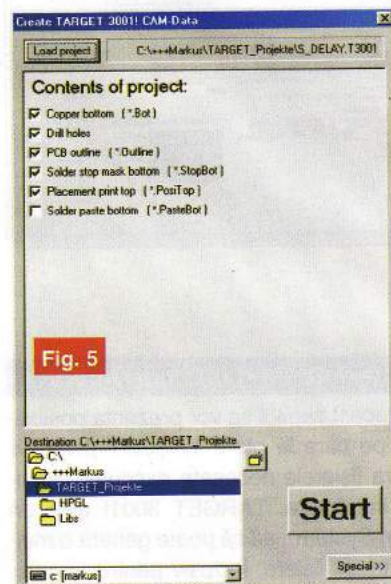 Create TARGET 3001! CAM-Data
Load project C:\+++Markus\TARGET_Projekte\S_DELAY.T3001
Contents of project:
Copper bottom (*.Bot)
Drill holes
PCB outline (*.Outline)
Solder stop mask bottom (*.StopBot)
Placement print top (*.PosiTop)
Solder paste bottom (*.PasteBot)
Fig. 5
Destination C:\+++Markus\TARGET_Projekte
C:\
+++Markus
TARGET_Projekte
HPGL
Libs
Start
c: [markus]
Special >>